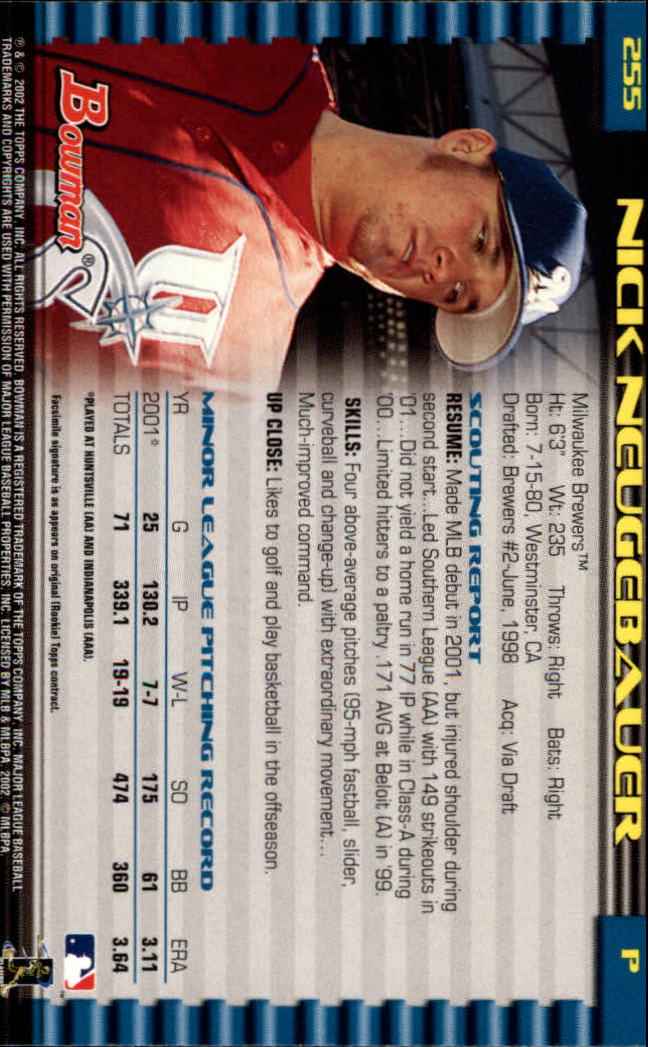 255
NICK NEUGEBAUER
P
Milwaukee Brewers™
Ht: 6'3" Wt: 235 Throws: Right Bats: Right
Born: 7-15-80, Westminster, CA
Drafted: Brewers #2-June, 1998 Acq: Via Draft
SCOUTING REPORT
RESUME: Made MLB debut in 2001, but injured shoulder during
second start...Led Southern League (AA) with 149 strikeouts in
'01...Did not yield a home run in 77 IP while in Class-A during
'00...Limited hitters to a paltry .171 AVG at Beloit (A) in '99.
SKILLS: Four above-average pitches (95-mph fastball, slider,
curveball and change-up) with extraordinary movement...
Much-improved command.
UP CLOSE: Likes to golf and play basketball in the offseason.
MINOR LEAGUE PITCHING RECORD
YR G IP W-L SO BB ERA
2001* 25 130.2 7-7 175 61 3.11
TOTALS 71 339.1 19-19 474 360 3.64
*PLAYED AT HUNTSVILLE (AA) AND INDIANAPOLIS (AAA).
Facsimile signature is as appears on original (Rookie) Topps contract.
Bowman®
U
S
M
® & © 2002 THE TOPPS COMPANY, INC. ALL RIGHTS RESERVED. BOWMAN IS A REGISTERED TRADEMARK OF THE TOPPS COMPANY, INC. MAJOR LEAGUE BASEBALL
TRADEMARKS AND COPYRIGHTS ARE USED WITH PERMISSION OF MAJOR LEAGUE BASEBALL PROPERTIES, INC. LICENSED BY MLB & MLBPA, 2002. © MLBPA.